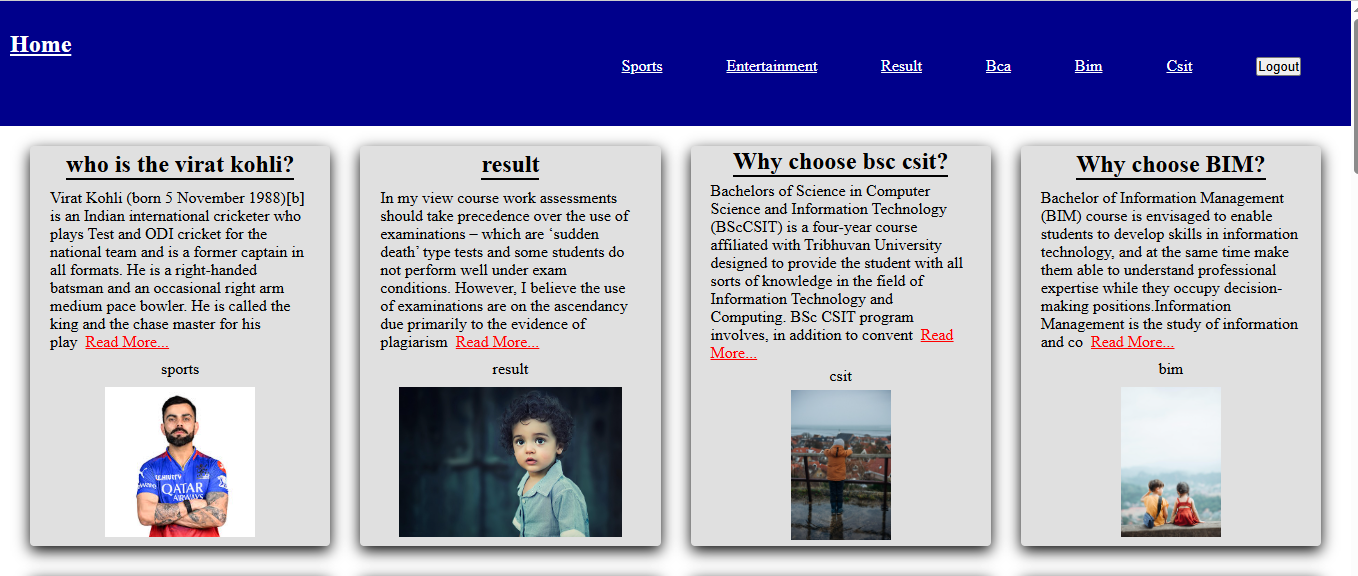 Home
Sports
Entertainment
Result
Bca
Bim
Csit
Logout
who is the virat kohli?
Virat Kohli (born 5 November 1988)[b]
is an Indian international cricketer who
plays Test and ODI cricket for the
national team and is a former captain in
all formats. He is a right-handed
batsman and an occasional right arm
medium pace bowler. He is called the
king and the chase master for his
play Read More...
sports
QATAR
AIRWAYS
result
In my view course work assessments
should take precedence over the use of
examinations – which are ‘sudden
death’ type tests and some students do
not perform well under exam
conditions. However, I believe the use
of examinations are on the ascendancy
due primarily to the evidence of
plagiarism Read More...
result
Why choose bsc csit?
Bachelors of Science in Computer
Science and Information Technology
(BScCSIT) is a four-year course
affiliated with Tribhuvan University
designed to provide the student with all
sorts of knowledge in the field of
Information Technology and
Computing. BSc CSIT program
involves, in addition to convent Read
More...
csit
Why choose BIM?
Bachelor of Information Management
(BIM) course is envisaged to enable
students to develop skills in information
technology, and at the same time make
them able to understand professional
expertise while they occupy decision-
making positions.Information
Management is the study of information
and co Read More...
bim